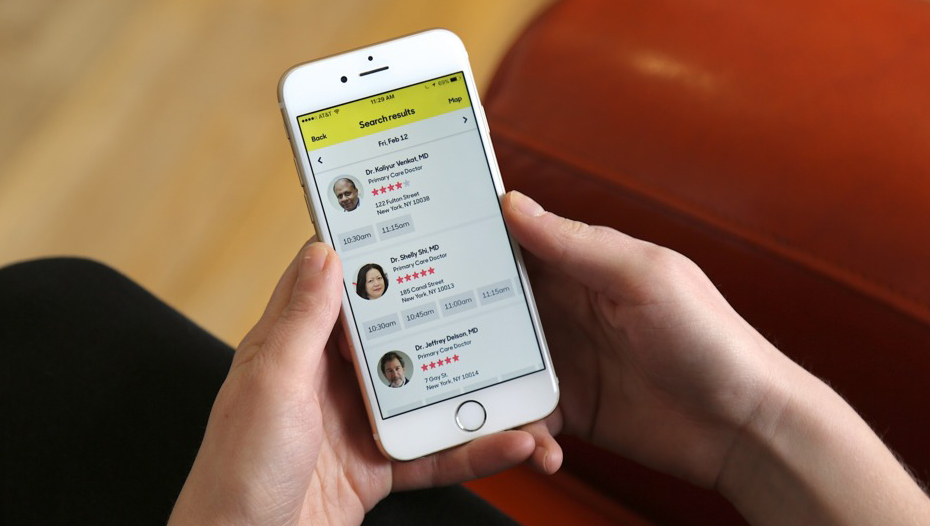 AT&T 11:29 AM 69%
Back Search results Map
Fri, Feb 12
Dr. Kaliyur Venkat, MD
Primary Care Doctor
122 Fulton Street
New York, NY 10038
10:30am 11:15am
Dr. Shelly Shi, MD
Primary Care Doctor
185 Canal Street
New York, NY 10013
10:30am 10:45am 11:00am 11:15am
Dr. Jeffrey Delson, MD
Primary Care Doctor
7 Gay St.
New York, NY 10014